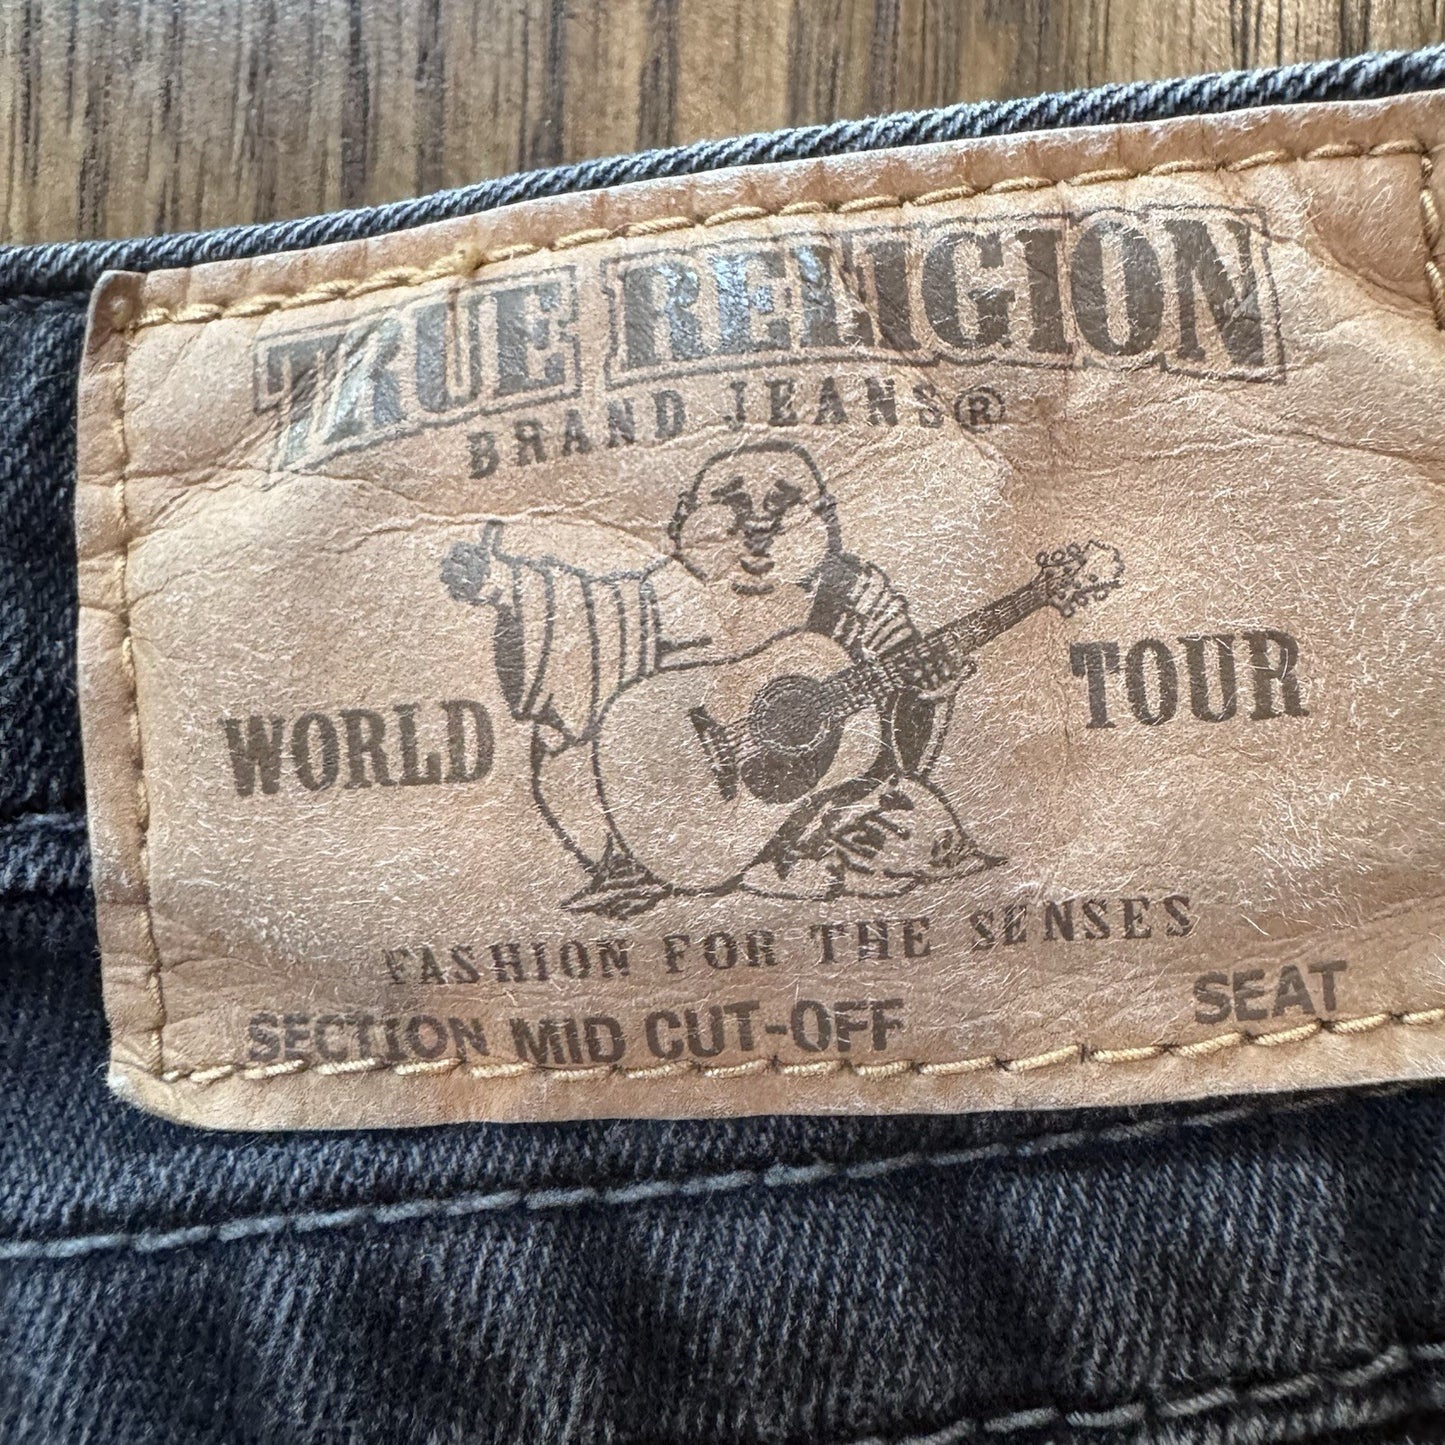 TRUE RELIGION
BRAND JEANS®
WORLD TOUR
FASHION FOR THE SENSES
SECTION MID CUT-OFF SEAT